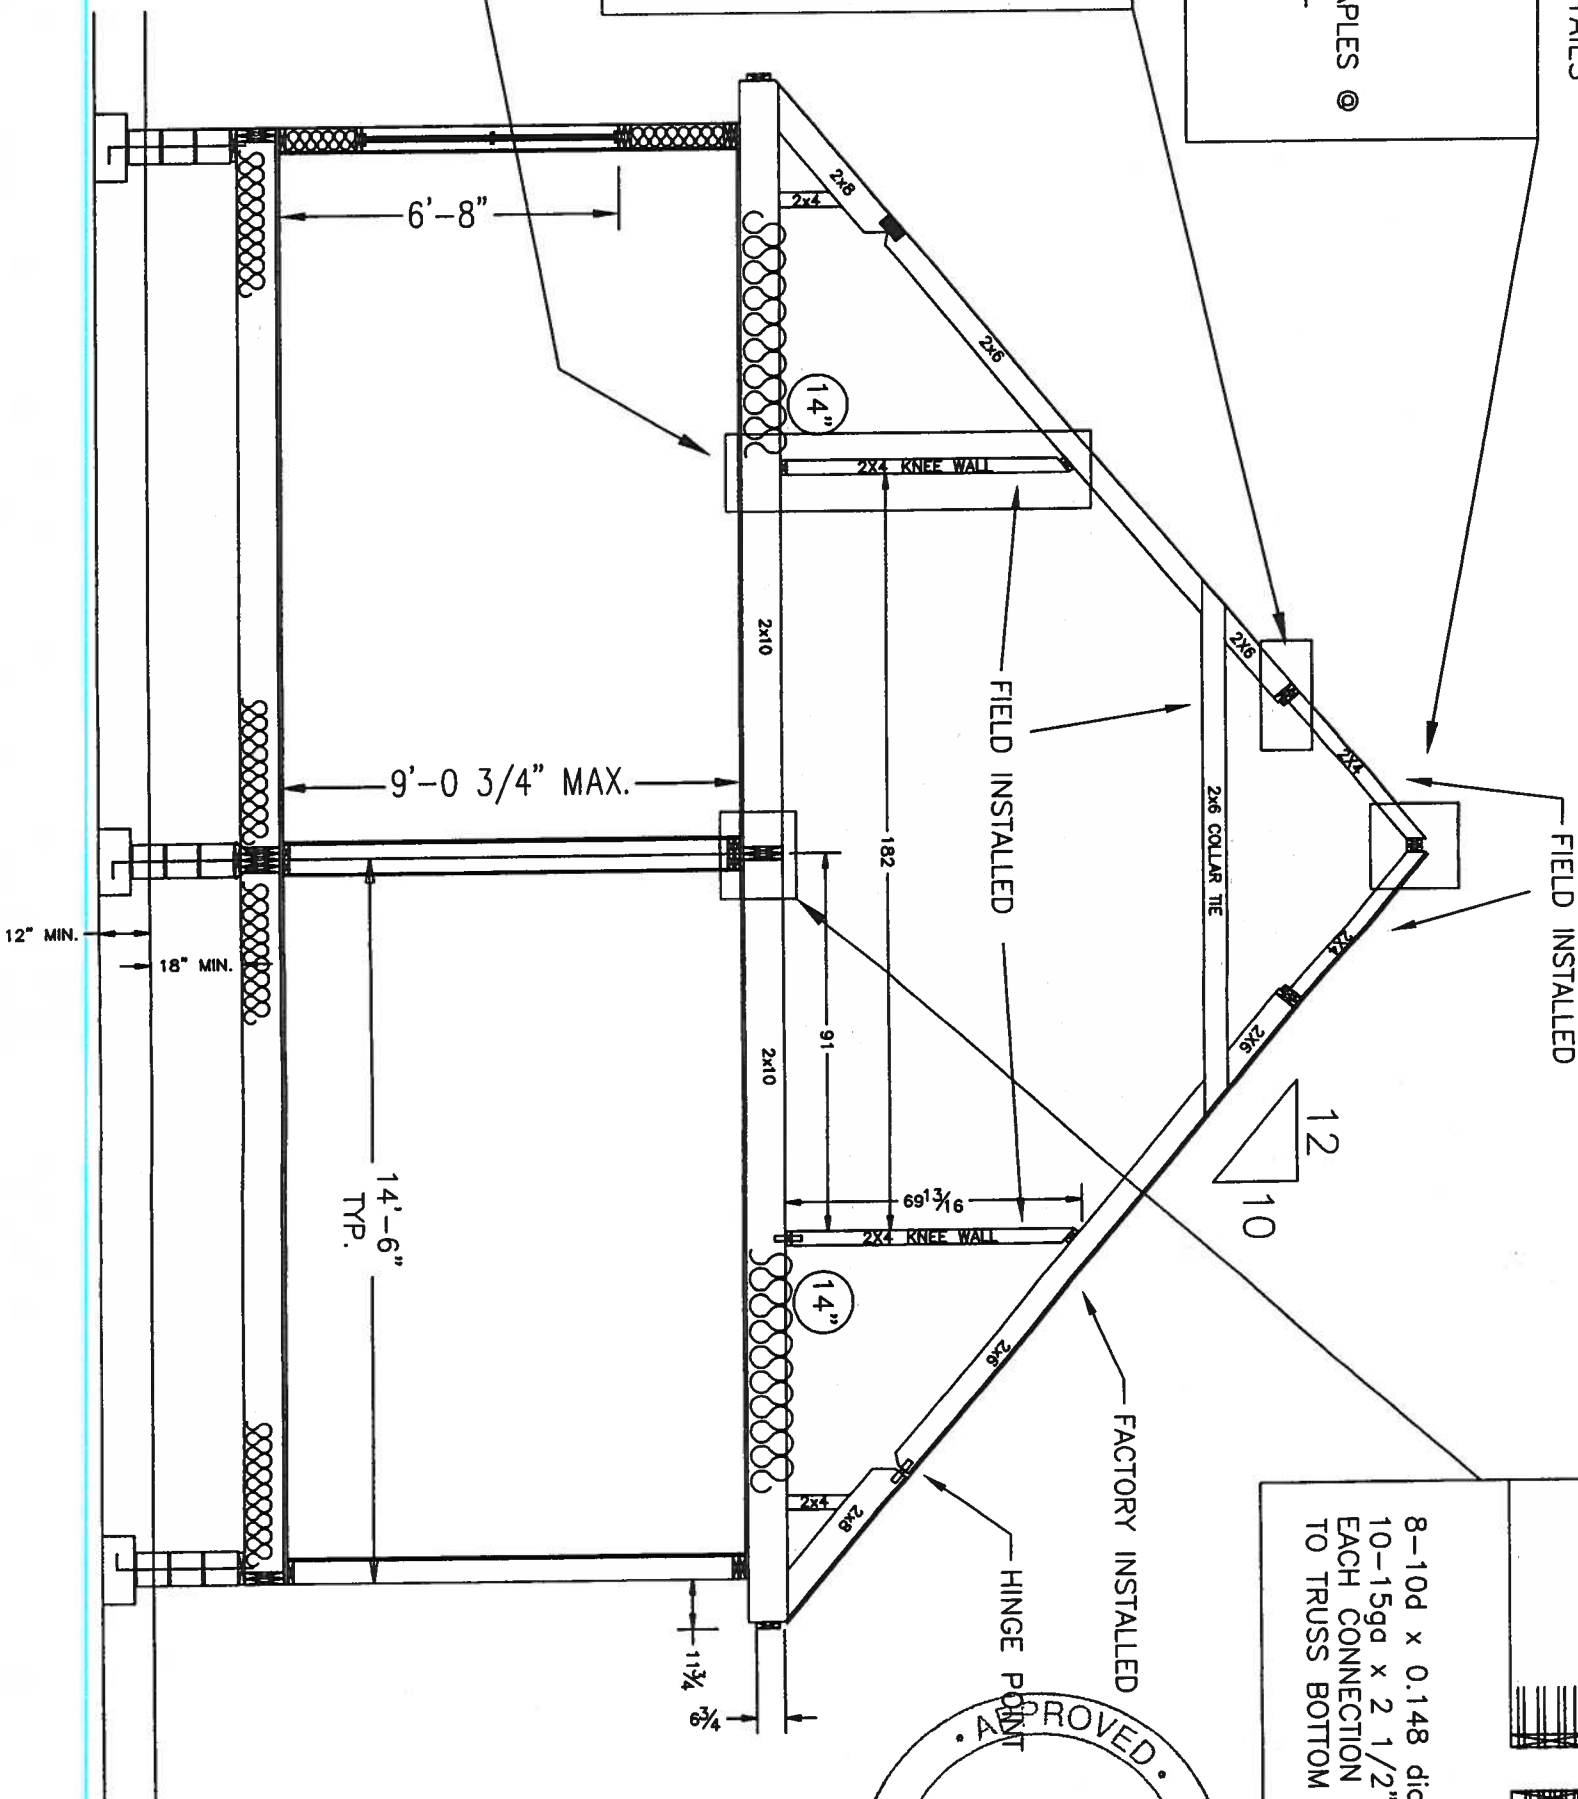 TAILS
APLES @
FIELD INSTALLED
2X4
2X4
2X6
2X6
12
10
2x6 COLLAR TIE
FIELD INSTALLED
FACTORY INSTALLED
HINGE POINT
2x6
2x6
2x8
2x8
2x4
2x4
2X4 KNEE WALL
2X4 KNEE WALL
69 13/16
182
91
14"
14"
2x10
2x10
6'-8"
9'-0 3/4" MAX.
14'-6"
TYP.
11 3/4
6 3/4
12" MIN.
18" MIN.
8-10d x 0.148 dia
10-15ga x 2 1/2"
EACH CONNECTION
TO TRUSS BOTTOM
• APPROVED •